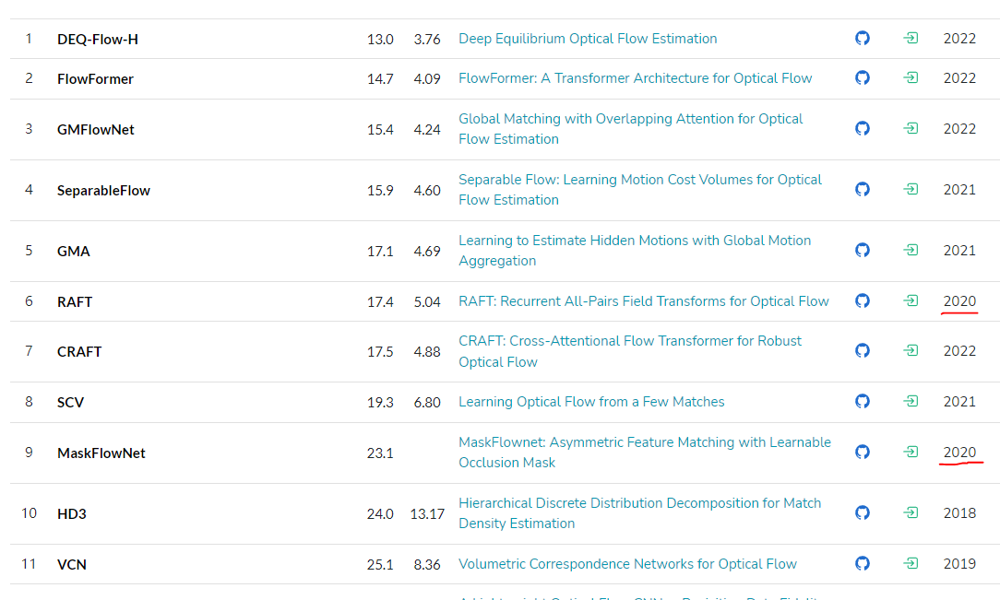 1 DEQ-Flow-H 13.0 3.76 Deep Equilibrium Optical Flow Estimation 2022
2 FlowFormer 14.7 4.09 FlowFormer: A Transformer Architecture for Optical Flow 2022
3 GMFlowNet 15.4 4.24 Global Matching with Overlapping Attention for Optical
Flow Estimation 2022
4 SeparableFlow 15.9 4.60 Separable Flow: Learning Motion Cost Volumes for Optical
Flow Estimation 2021
5 GMA 17.1 4.69 Learning to Estimate Hidden Motions with Global Motion
Aggregation 2021
6 RAFT 17.4 5.04 RAFT: Recurrent All-Pairs Field Transforms for Optical Flow 2020
7 CRAFT 17.5 4.88 CRAFT: Cross-Attentional Flow Transformer for Robust
Optical Flow 2022
8 SCV 19.3 6.80 Learning Optical Flow from a Few Matches 2021
9 MaskFlowNet 23.1 MaskFlownet: Asymmetric Feature Matching with Learnable
Occlusion Mask 2020
10 HD3 24.0 13.17 Hierarchical Discrete Distribution Decomposition for Match
Density Estimation 2018
11 VCN 25.1 8.36 Volumetric Correspondence Networks for Optical Flow 2019